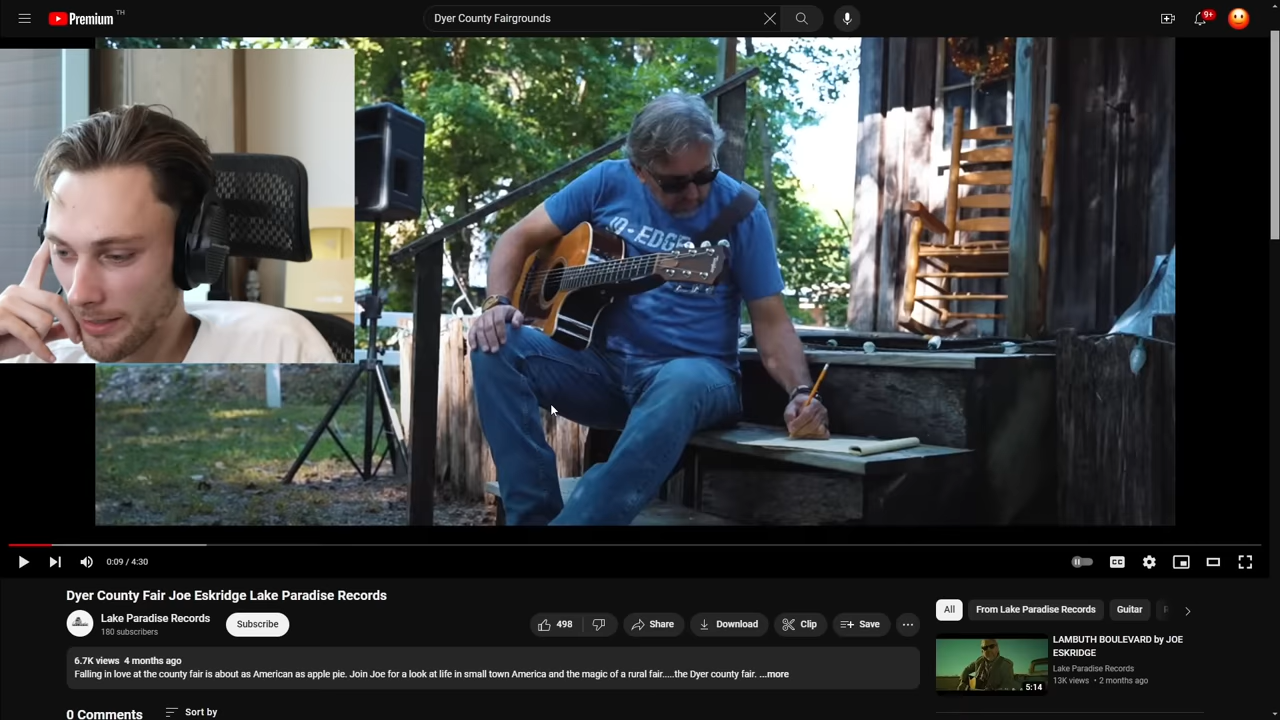 Premium TH
Dyer County Fairgrounds
9+
0:09 / 4:30
CC
Dyer County Fair Joe Eskridge Lake Paradise Records
Lake Paradise Records
180 subscribers
Subscribe
498
Share
Download
Clip
Save
6.7K views 4 months ago
Falling in love at the county fair is about as American as apple pie. Join Joe for a look at life in small town America and the magic of a rural fair.....the Dyer county fair. ...more
0 Comments
Sort by
All
From Lake Paradise Records
Guitar
LAMBUTH BOULEVARD by JOE
ESKRIDGE
Lake Paradise Records
13K views • 2 months ago
5:14